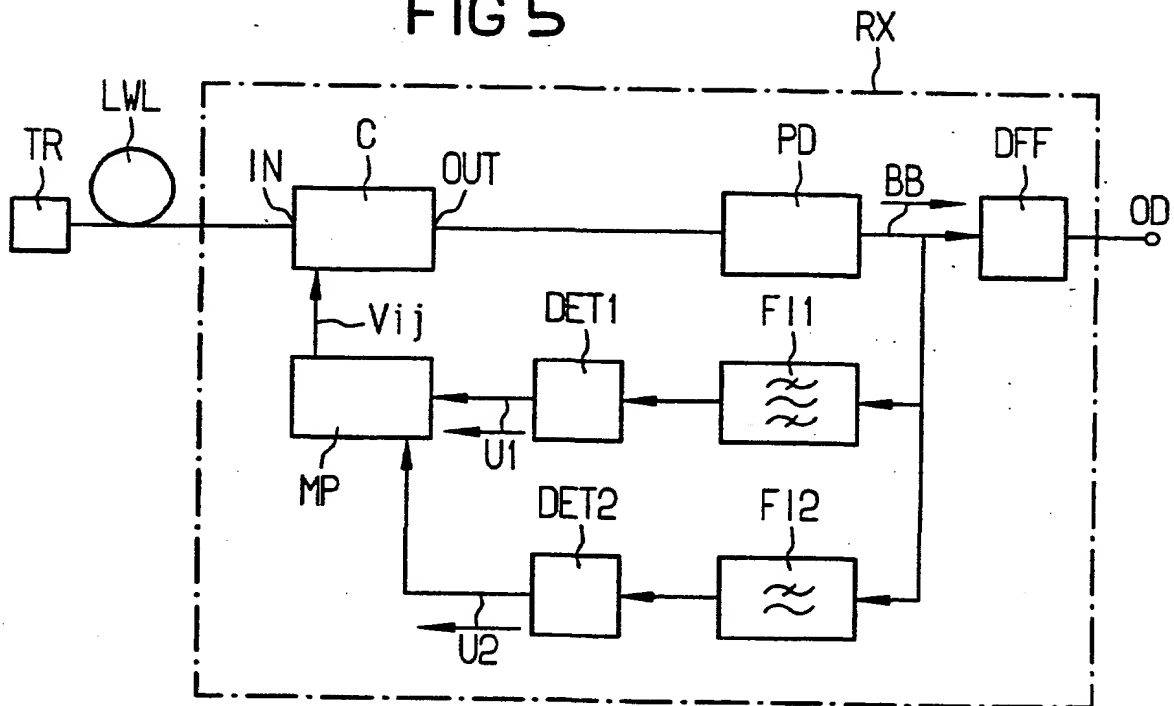 FIG 5
RX
LWL
TR
C
PD
DFF
IN
OUT
BB
OD
Vij
DET1
FI1
U1
MP
DET2
FI2
U2